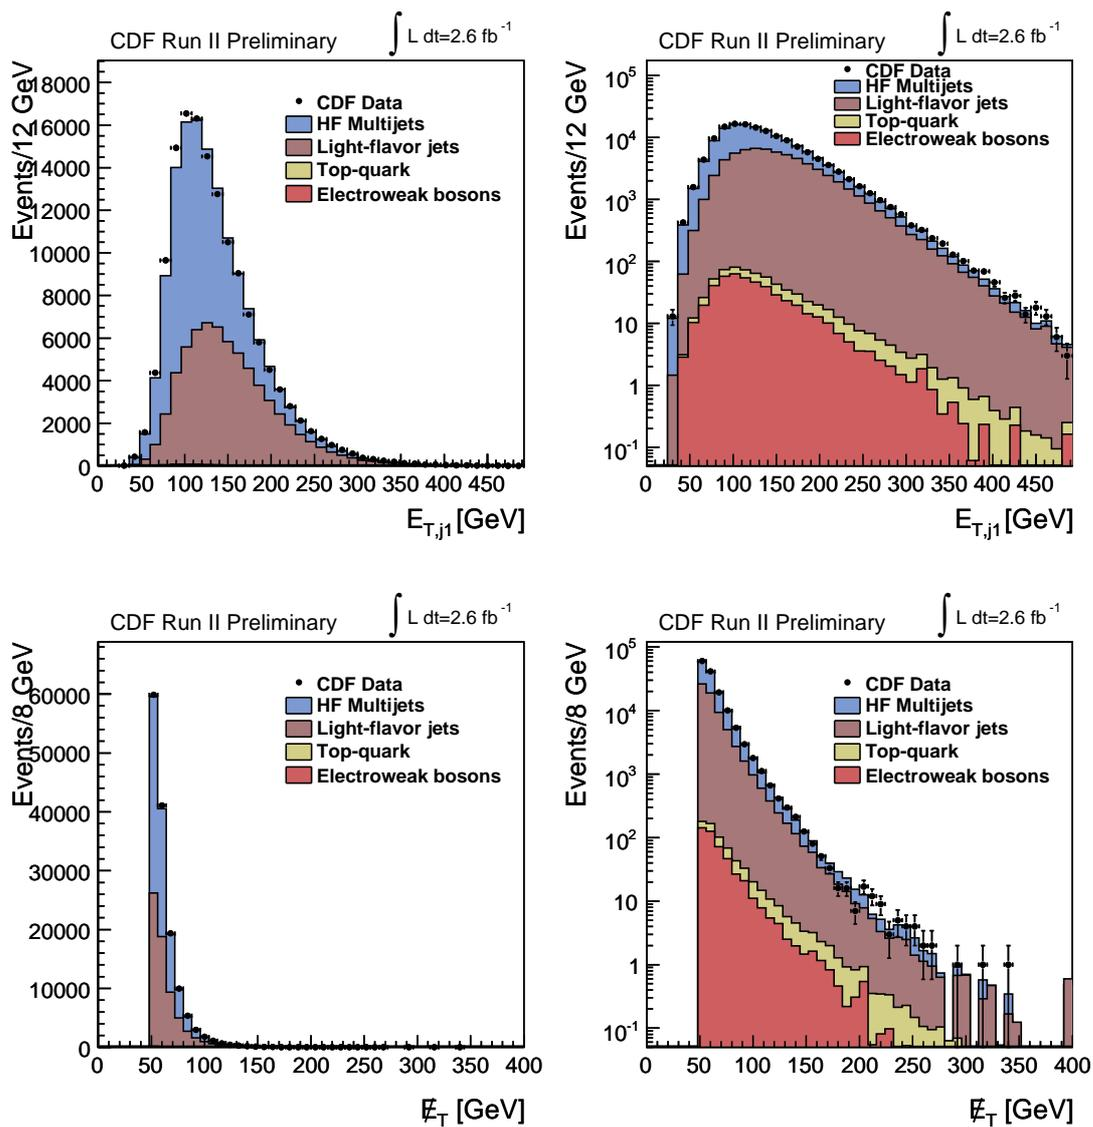 CDF Run II Preliminary ∫ L dt=2.6 fb⁻¹
Events/12 GeV
18000
16000
14000
12000
10000
8000
6000
4000
2000
0
CDF Data
HF Multijets
Light-flavor jets
Top-quark
Electroweak bosons
0 50 100 150 200 250 300 350 400 450
E_T,j1 [GeV]
CDF Run II Preliminary ∫ L dt=2.6 fb⁻¹
Events/12 GeV
10⁵
10⁴
10³
10²
10
1
10⁻¹
CDF Data
HF Multijets
Light-flavor jets
Top-quark
Electroweak bosons
0 50 100 150 200 250 300 350 400 450
E_T,j1 [GeV]
CDF Run II Preliminary ∫ L dt=2.6 fb⁻¹
Events/8 GeV
60000
50000
40000
30000
20000
10000
0
CDF Data
HF Multijets
Light-flavor jets
Top-quark
Electroweak bosons
0 50 100 150 200 250 300 350 400
E̸_T [GeV]
CDF Run II Preliminary ∫ L dt=2.6 fb⁻¹
Events/8 GeV
10⁵
10⁴
10³
10²
10
1
10⁻¹
CDF Data
HF Multijets
Light-flavor jets
Top-quark
Electroweak bosons
0 50 100 150 200 250 300 350 400
E̸_T [GeV]